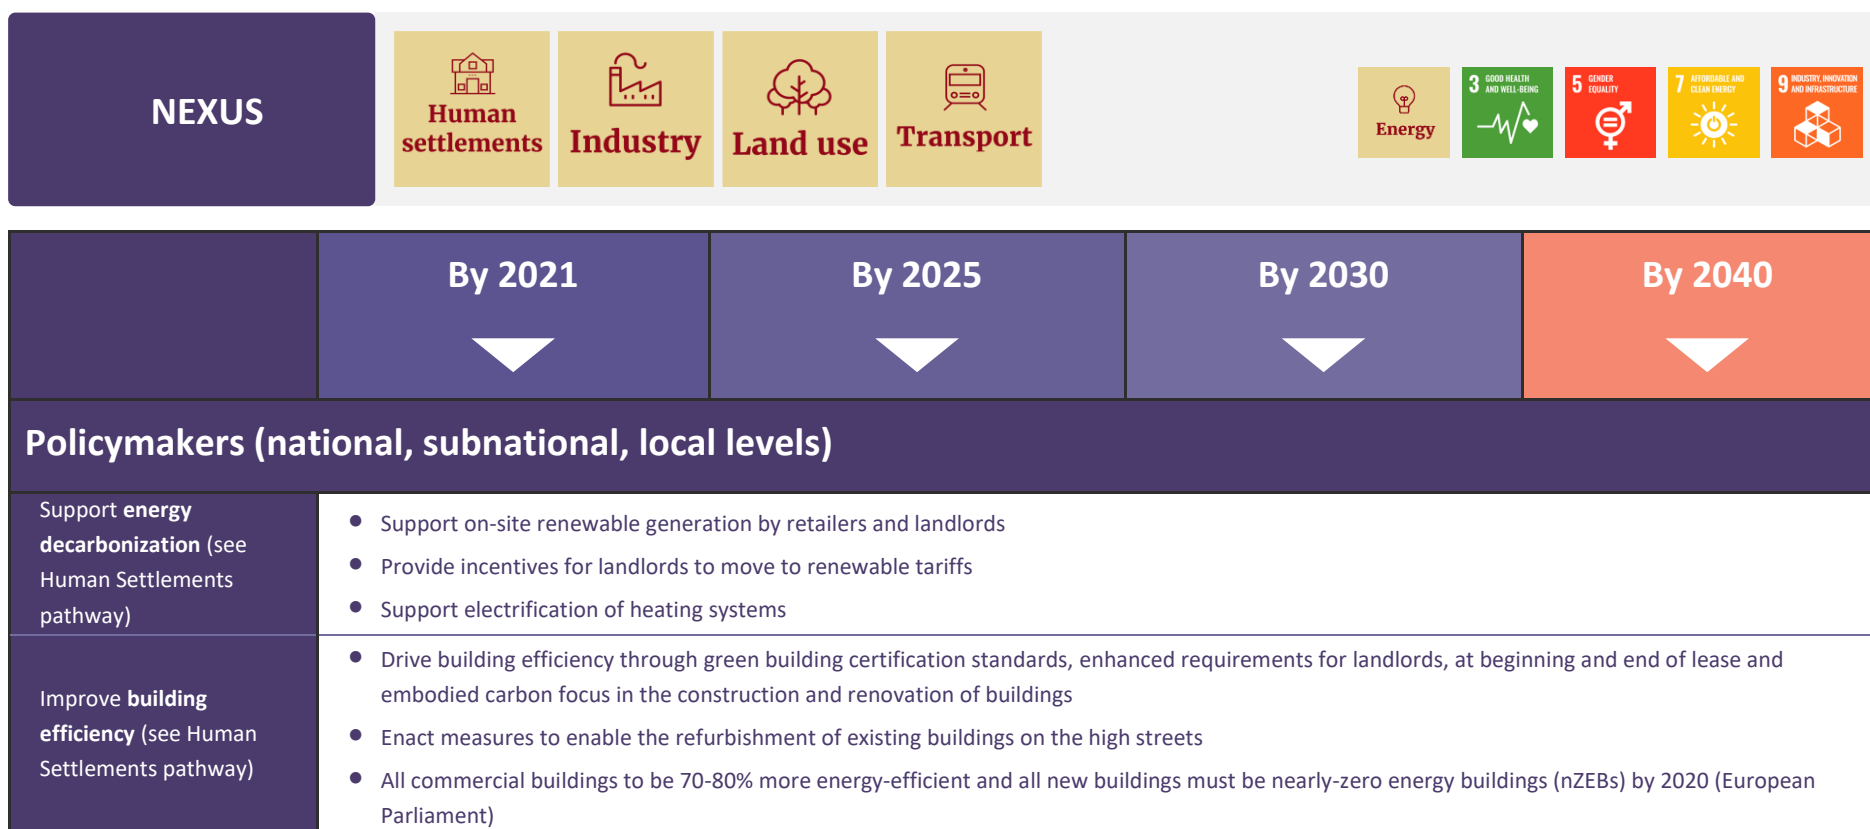 NEXUS
Human
settlements
Industry
Land use
Transport
Energy
3 GOOD HEALTH
AND WELL-BEING
5 GENDER
EQUALITY
7 AFFORDABLE AND
CLEAN ENERGY
9 INDUSTRY, INNOVATION
AND INFRASTRUCTURE
By 2021
By 2025
By 2030
By 2040
Policymakers (national, subnational, local levels)
Support energy
decarbonization (see
Human Settlements
pathway)
• Support on-site renewable generation by retailers and landlords
• Provide incentives for landlords to move to renewable tariffs
• Support electrification of heating systems
Improve building
efficiency (see Human
Settlements pathway)
• Drive building efficiency through green building certification standards, enhanced requirements for landlords, at beginning and end of lease and
embodied carbon focus in the construction and renovation of buildings
• Enact measures to enable the refurbishment of existing buildings on the high streets
• All commercial buildings to be 70-80% more energy-efficient and all new buildings must be nearly-zero energy buildings (nZEBs) by 2020 (European
Parliament)